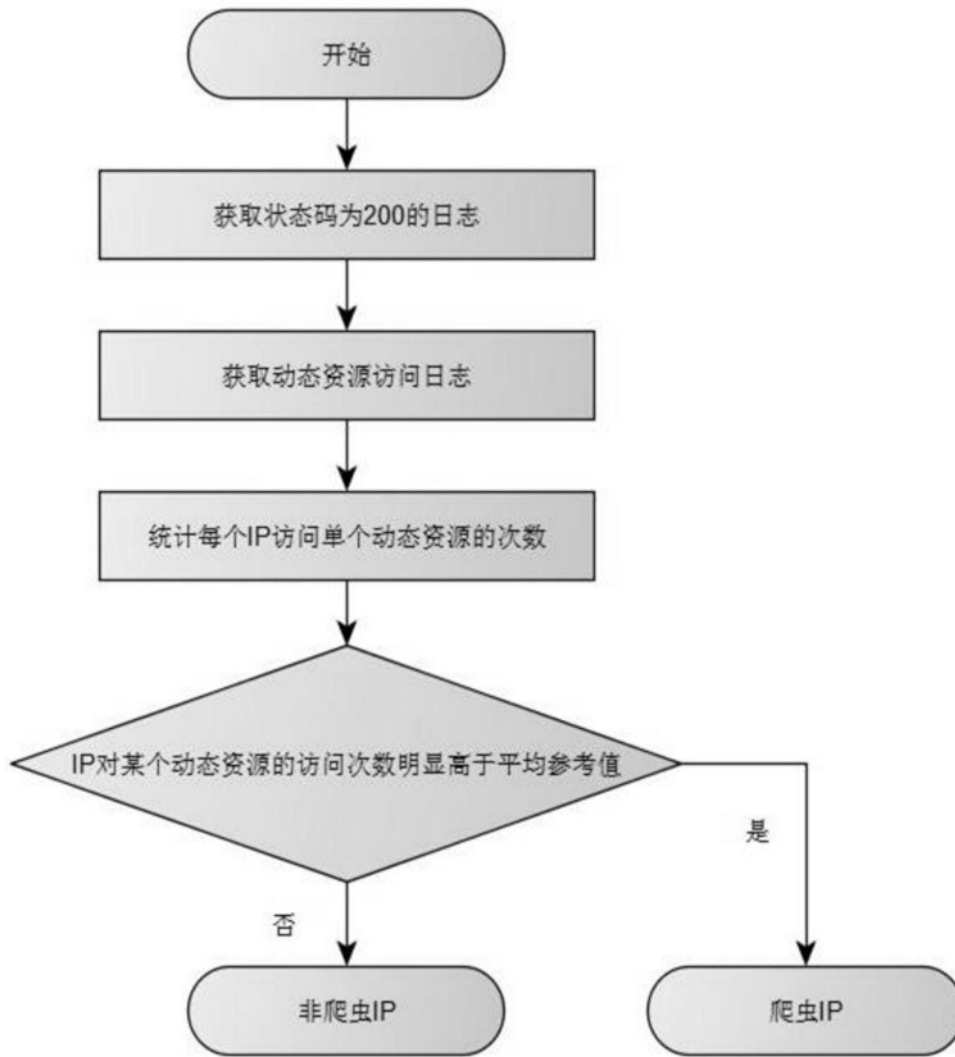 开始
获取状态码为200的日志
获取动态资源访问日志
统计每个IP访问单个动态资源的次数
IP对某个动态资源的访问次数明显高于平均参考值
是
否
非爬虫IP
爬虫IP